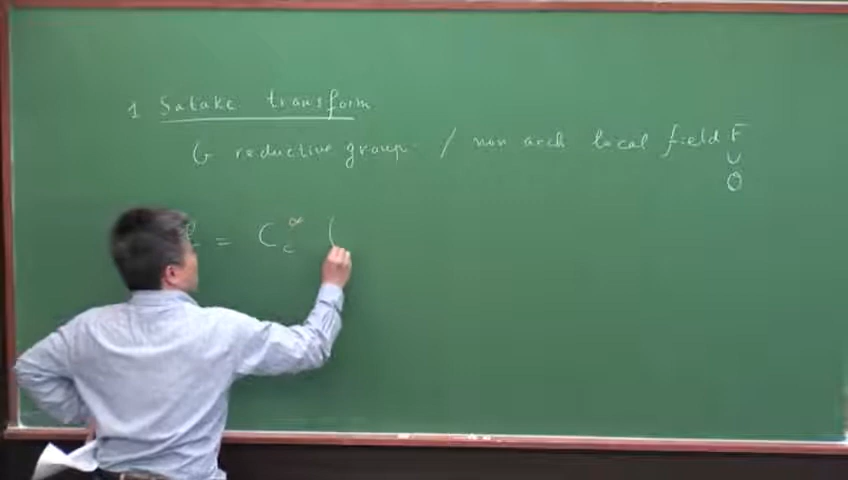 1 Satake transform
G reductive group / non arch local field F
∪
O
= C_c^∞ (